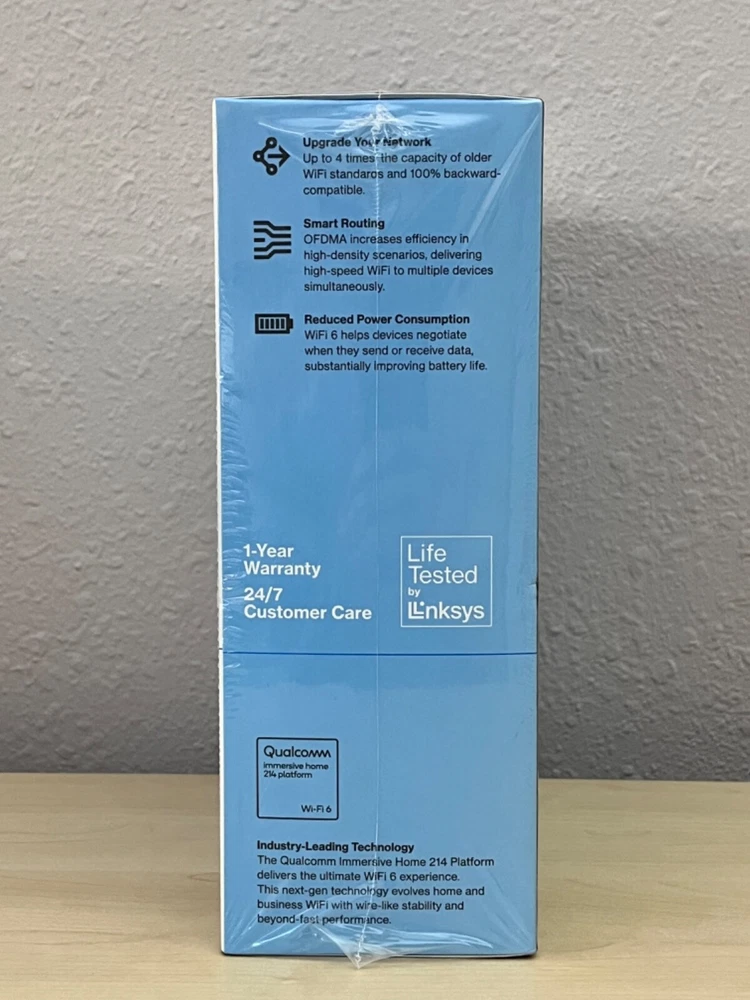 Upgrade Your Network
Up to 4 times the capacity of older
WiFi standards and 100% backward-
compatible.
Smart Routing
OFDMA increases efficiency in
high-density scenarios, delivering
high-speed WiFi to multiple devices
simultaneously.
Reduced Power Consumption
WiFi 6 helps devices negotiate
when they send or receive data,
substantially improving battery life.
1-Year
Warranty
24/7
Customer Care
Life
Tested
by
Linksys
Qualcomm
immersive home
214 platform
Wi-Fi 6
Industry-Leading Technology
The Qualcomm Immersive Home 214 Platform
delivers the ultimate WiFi 6 experience.
This next-gen technology evolves home and
business WiFi with wire-like stability and
beyond-fast performance.